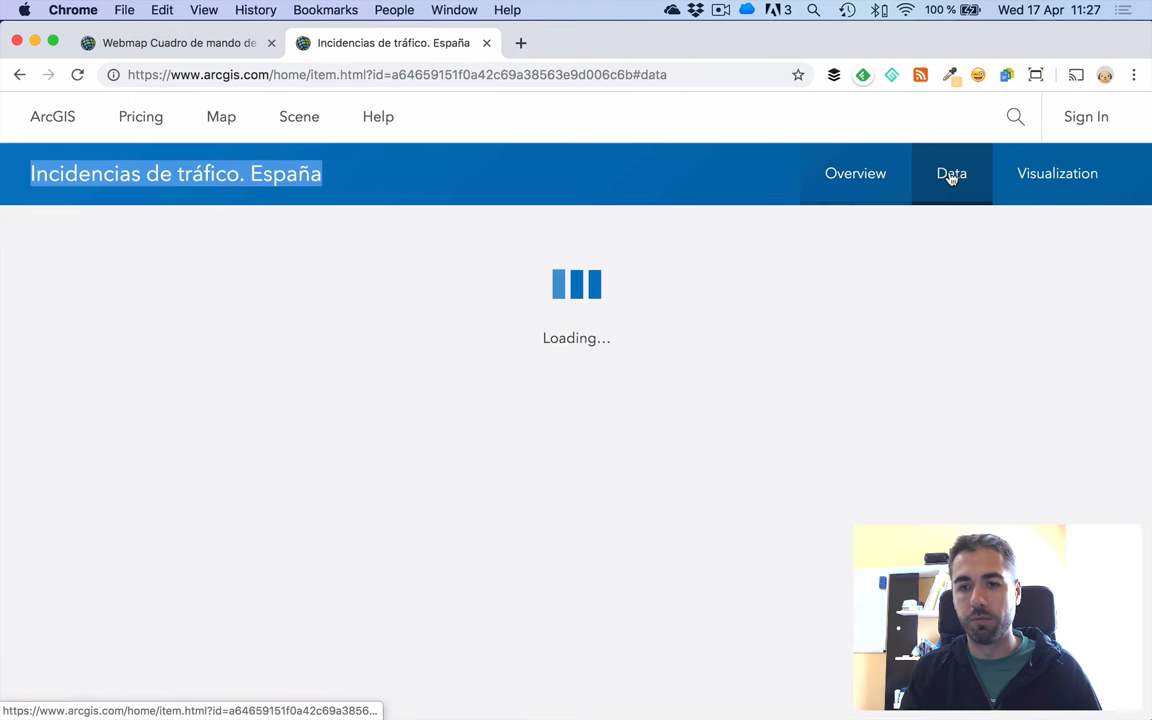 Chrome File Edit View History Bookmarks People Window Help 3 100 % Wed 17 Apr 11:27
Webmap Cuadro de mando de Incidencias de tráfico. España
https://www.arcgis.com/home/item.html?id=a64659151f0a42c69a38563e9d006c6b#data
ArcGIS Pricing Map Scene Help Sign In
Incidencias de tráfico. España Overview Data Visualization
Loading...
https://www.arcgis.com/home/item.html?id=a64659151f0a42c69a3856...